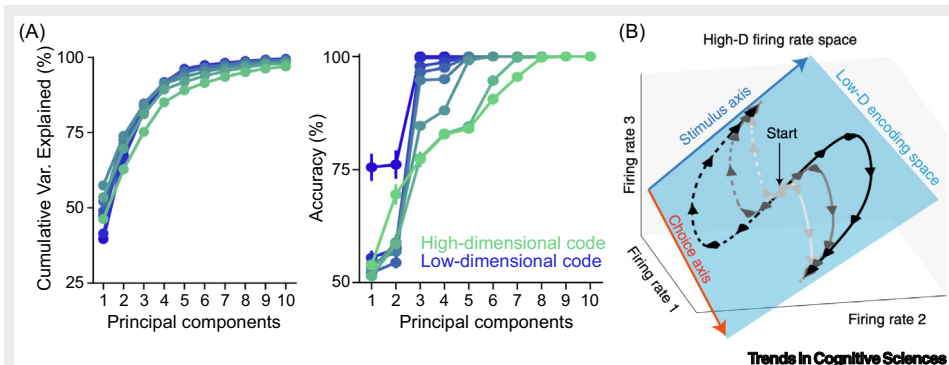 (A)
Cumulative Var. Explained (%)
100
75
50
25
1 2 3 4 5 6 7 8 9 10
Principal components
Accuracy (%)
100
75
50
High-dimensional code
Low-dimensional code
1 2 3 4 5 6 7 8 9 10
Principal components
(B)
High-D firing rate space
Stimulus axis
Start
Low-D encoding space
Firing rate 3
Choice axis
Firing rate 1
Firing rate 2
Trends in Cognitive Sciences